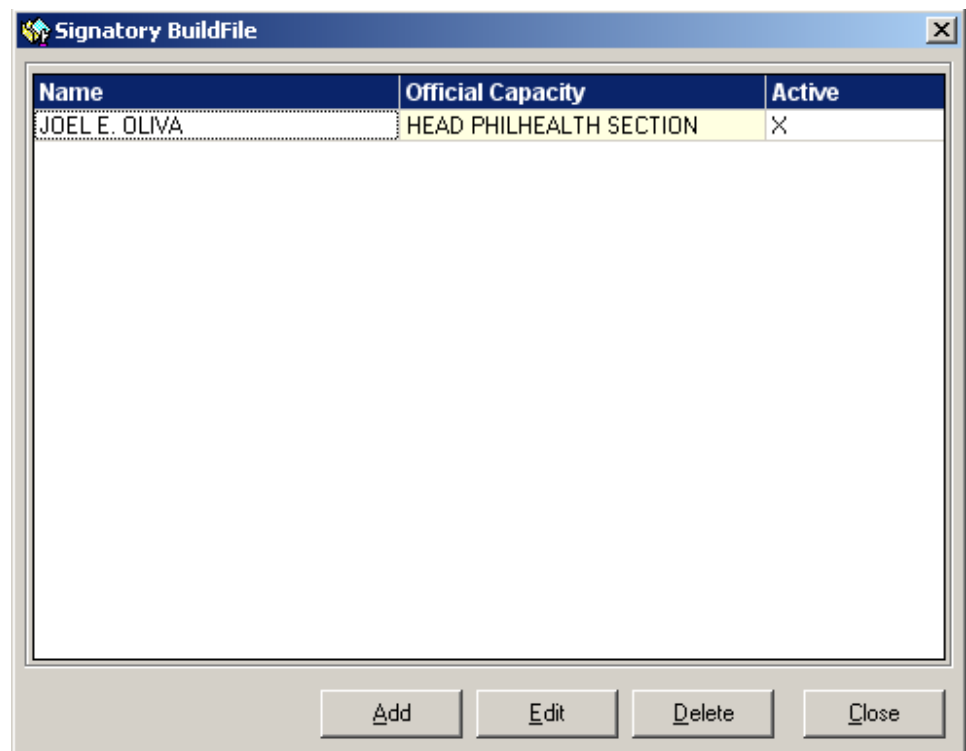 Signatory BuildFile
Name Official Capacity Active
JOEL E. OLIVA HEAD PHILHEALTH SECTION X
Add Edit Delete Close